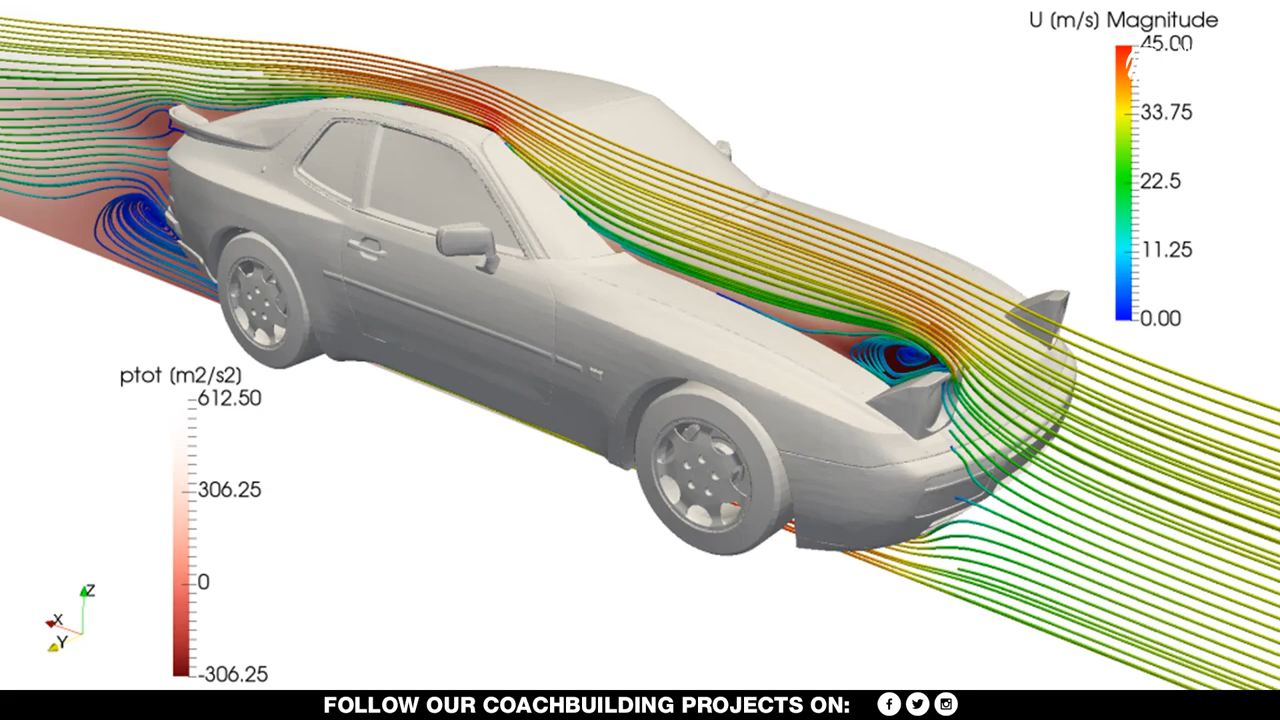 U (m/s) Magnitude
45.00
33.75
22.5
11.25
0.00
ptot (m2/s2)
612.50
306.25
0
-306.25
Z
X
Y
FOLLOW OUR COACHBUILDING PROJECTS ON: